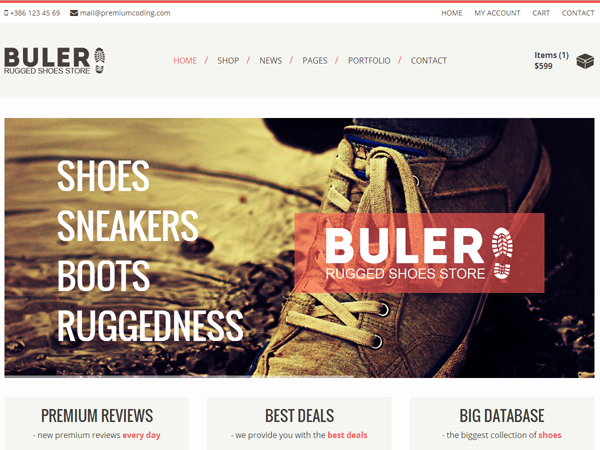 +386 123 45 69 mail@premiumcoding.com HOME MY ACCOUNT CART CONTACT
BULER
RUGGED SHOES STORE
HOME / SHOP / NEWS / PAGES / PORTFOLIO / CONTACT
Items (1)
$599
SHOES
SNEAKERS
BOOTS
RUGGEDNESS
BULER
RUGGED SHOES STORE
PREMIUM REVIEWS
- new premium reviews every day
BEST DEALS
- we provide you with the best deals
BIG DATABASE
- the biggest collection of shoes